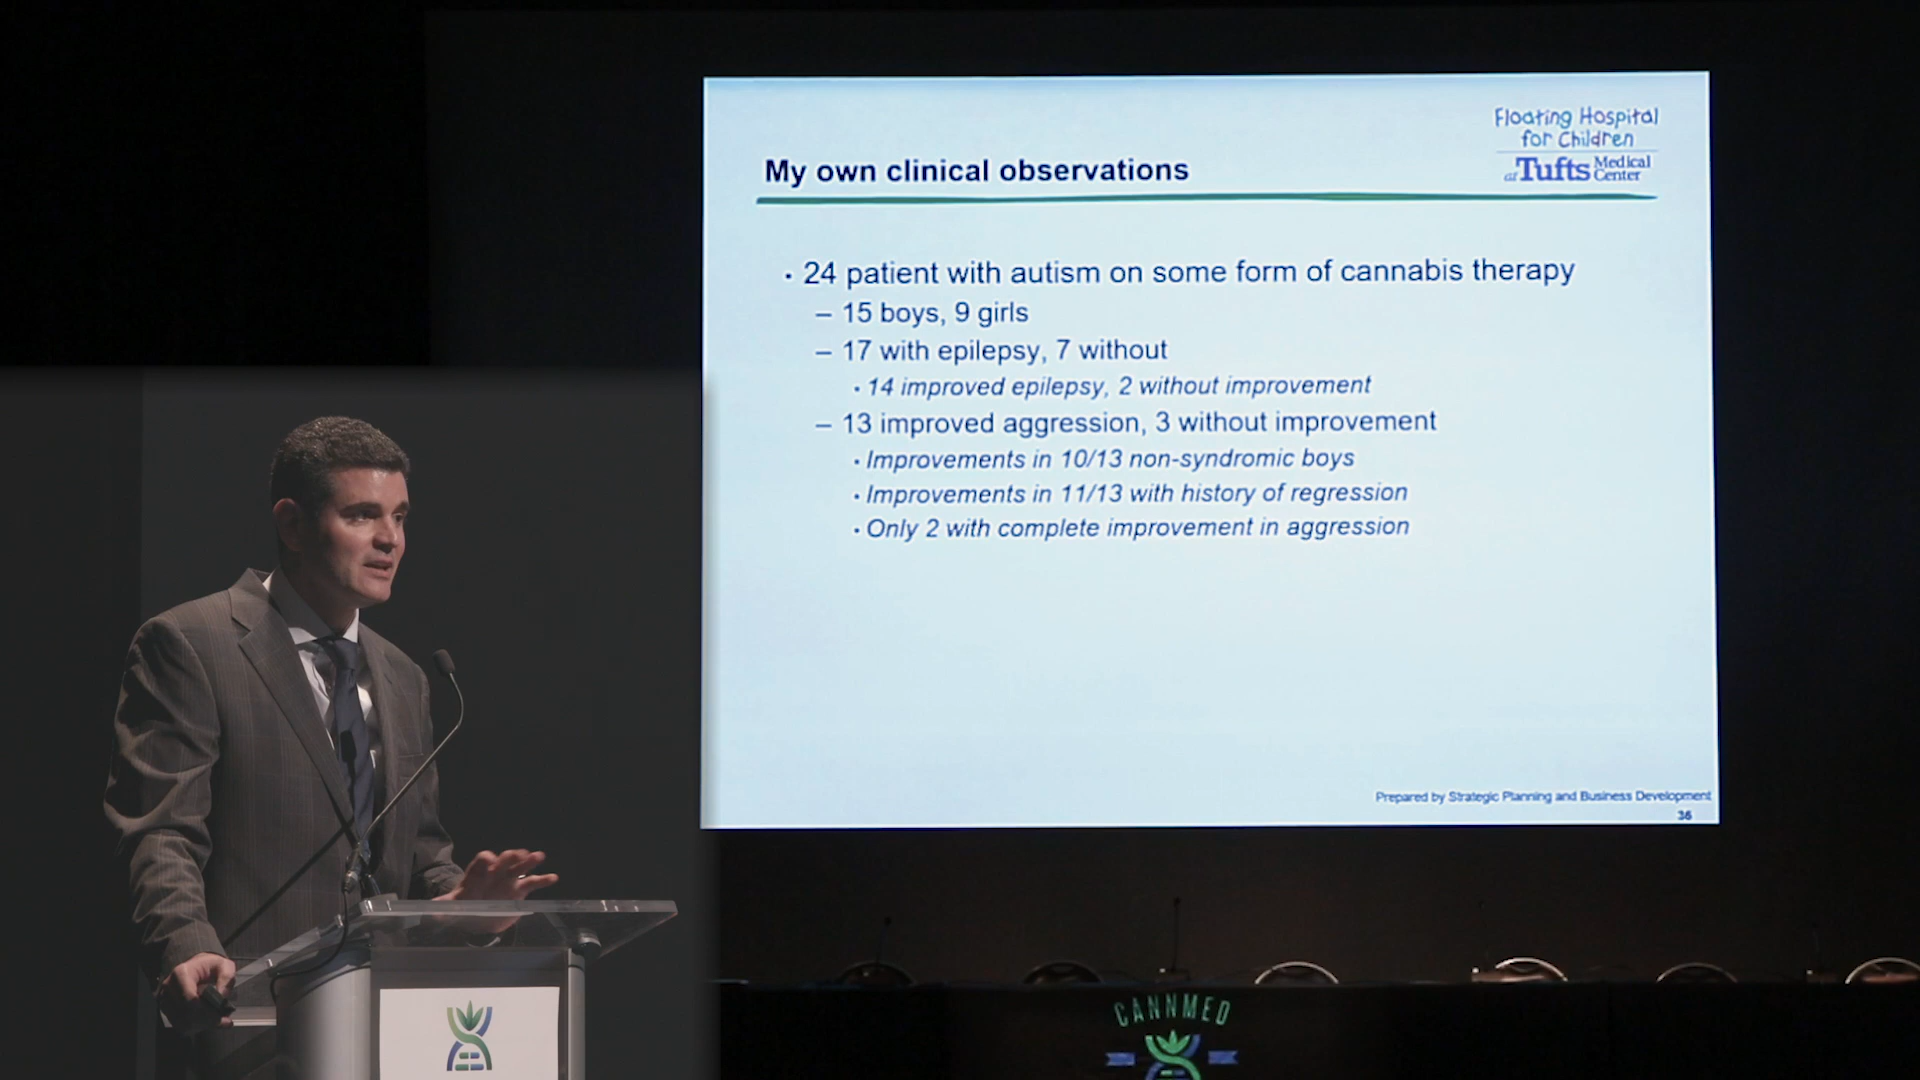 Floating Hospital
for Children
at Tufts Medical
Center
My own clinical observations
· 24 patient with autism on some form of cannabis therapy
– 15 boys, 9 girls
– 17 with epilepsy, 7 without
· 14 improved epilepsy, 2 without improvement
– 13 improved aggression, 3 without improvement
· Improvements in 10/13 non-syndromic boys
· Improvements in 11/13 with history of regression
· Only 2 with complete improvement in aggression
Prepared by Strategic Planning and Business Development
36
CANNMED